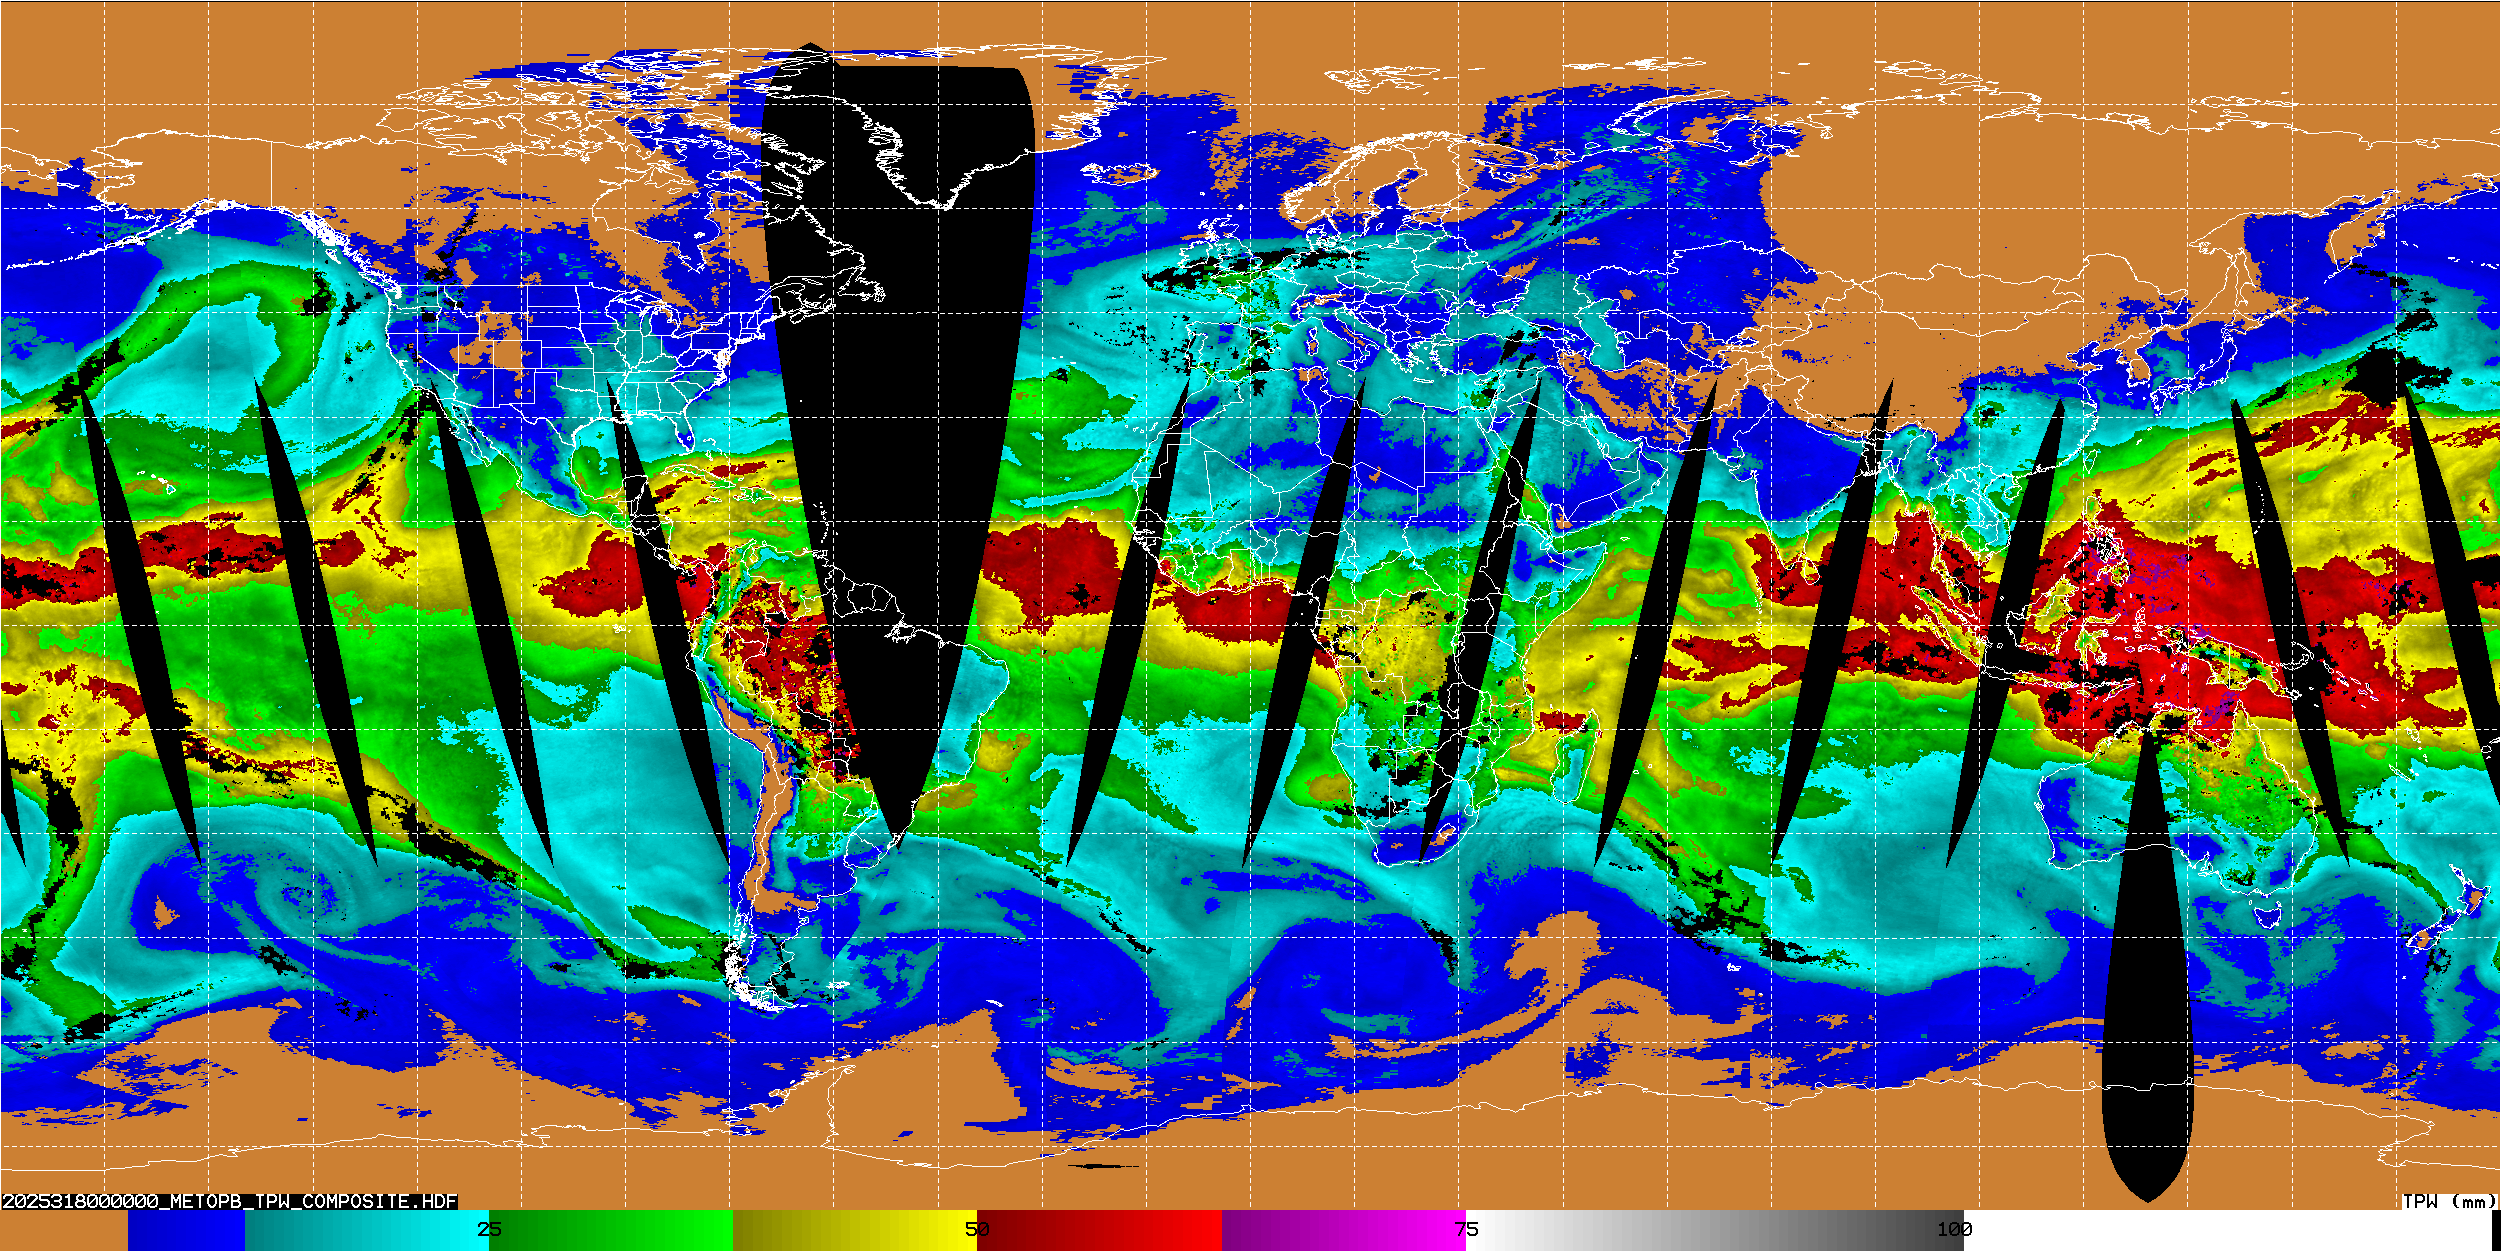 2025318000000_METOPB_TPW_COMPOSITE.HDF
TPW (mm)
25 50 75 100